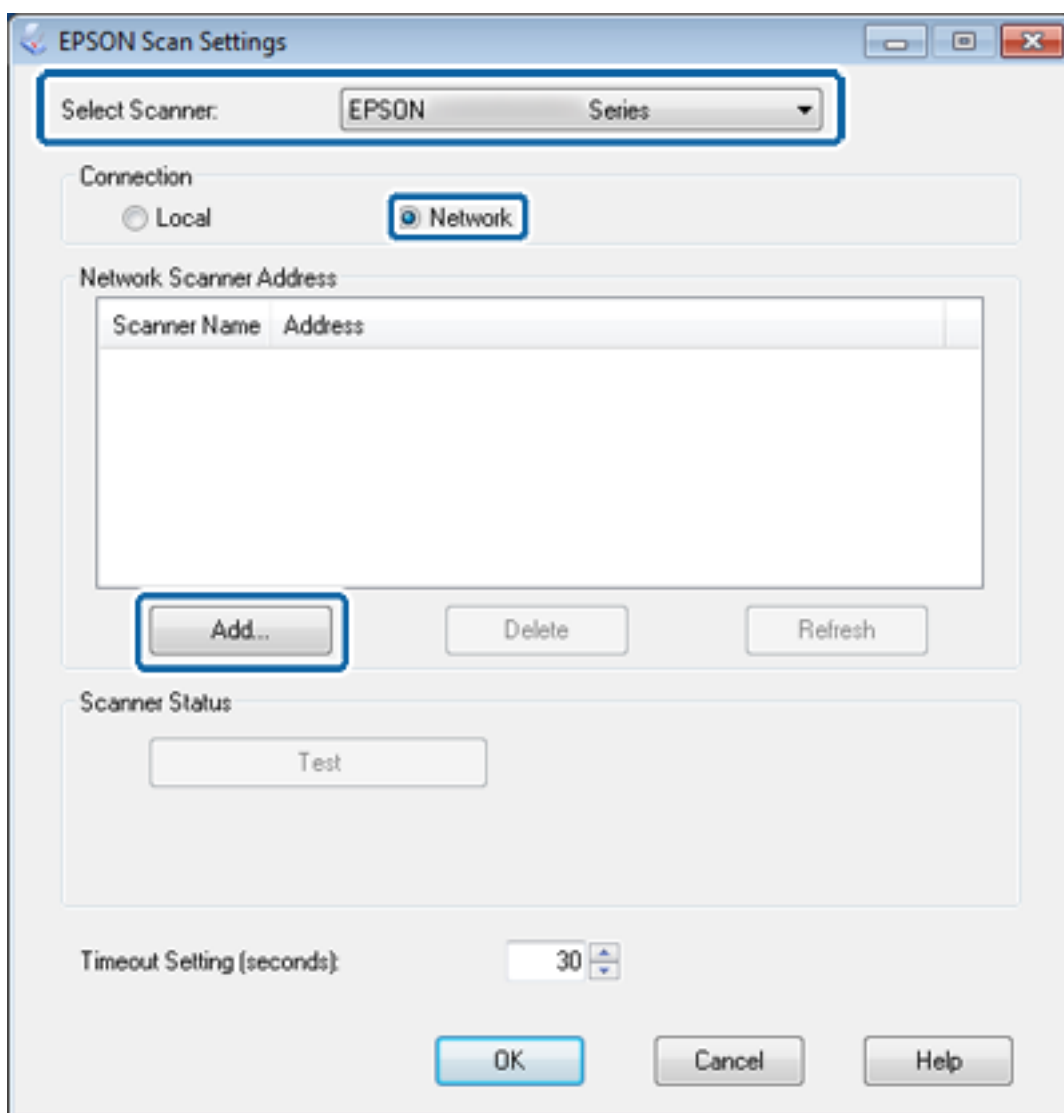 EPSON Scan Settings
Select Scanner: EPSON Series
Connection
Local Network
Network Scanner Address
Scanner Name Address
Add... Delete Refresh
Scanner Status
Test
Timeout Setting (seconds): 30
OK Cancel Help